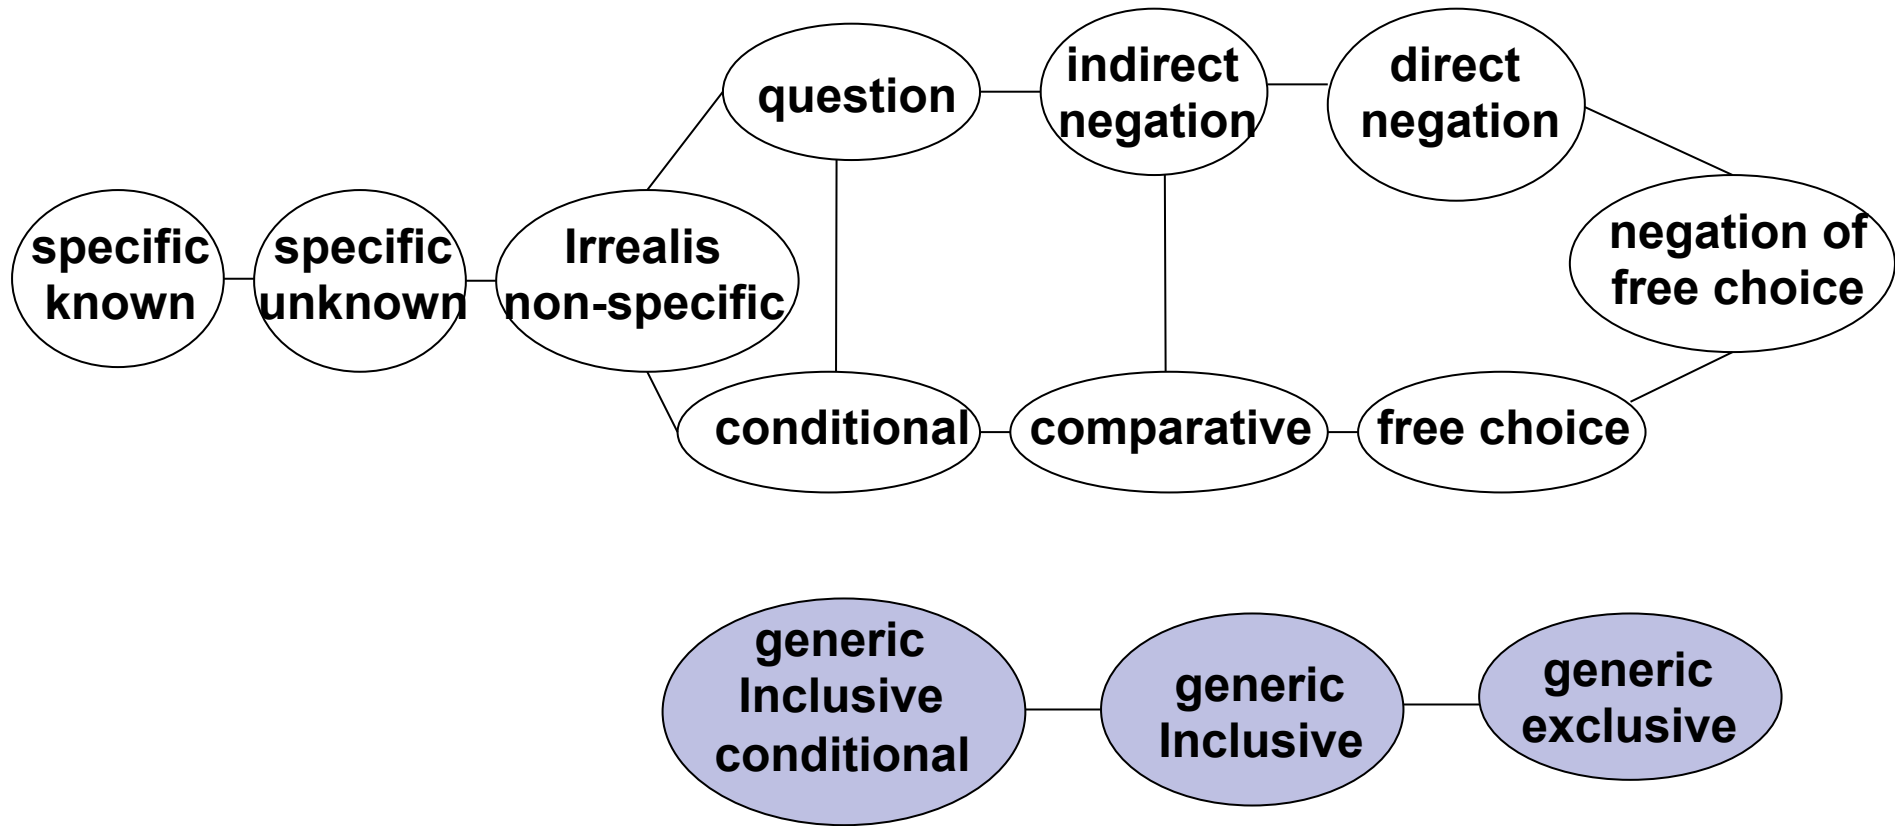 question
indirect
negation
direct
negation
specific
known
specific
unknown
Irrealis
non-specific
negation of
free choice
conditional
comparative
free choice
generic
Inclusive
conditional
generic
Inclusive
generic
exclusive